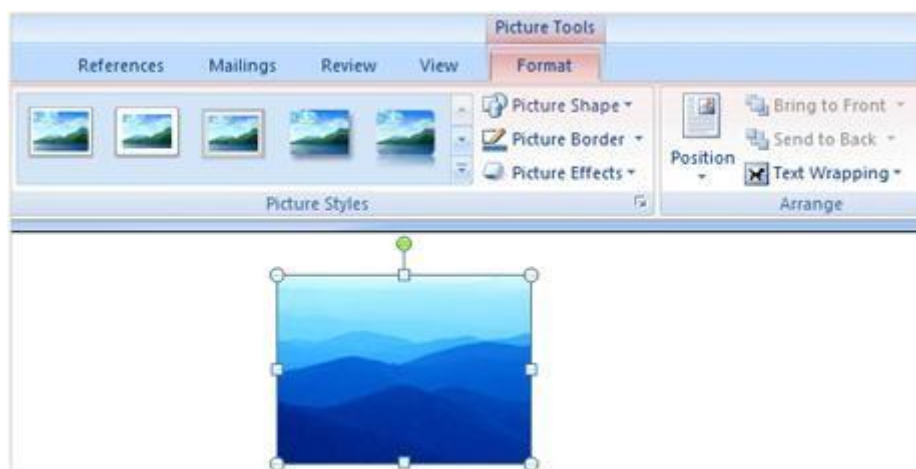 Picture Tools
References Mailings Review View Format
Picture Shape
Picture Border
Picture Effects
Picture Styles
Position
Bring to Front
Send to Back
Text Wrapping
Arrange